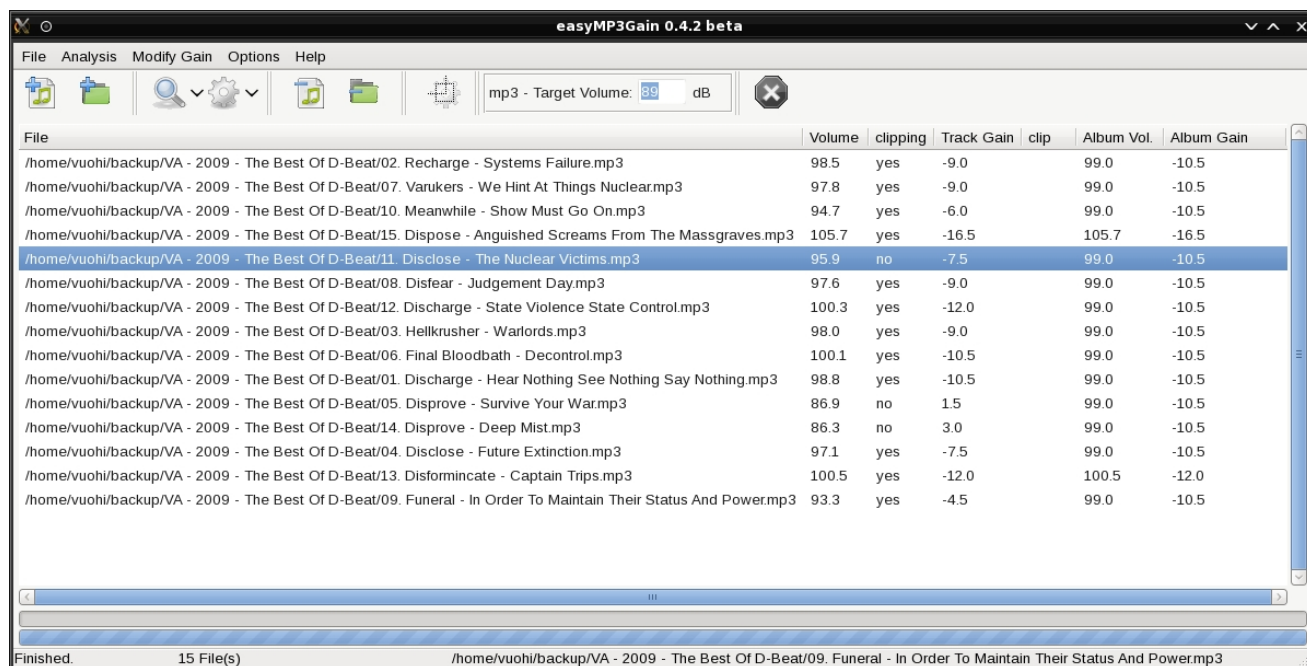 easyMP3Gain 0.4.2 beta
File Analysis Modify Gain Options Help
mp3 - Target Volume: 89 dB
File Volume clipping Track Gain clip Album Vol. Album Gain
/home/vuohi/backup/VA - 2009 - The Best Of D-Beat/02. Recharge - Systems Failure.mp3 98.5 yes -9.0 99.0 -10.5
/home/vuohi/backup/VA - 2009 - The Best Of D-Beat/07. Varukers - We Hint At Things Nuclear.mp3 97.8 yes -9.0 99.0 -10.5
/home/vuohi/backup/VA - 2009 - The Best Of D-Beat/10. Meanwhile - Show Must Go On.mp3 94.7 yes -6.0 99.0 -10.5
/home/vuohi/backup/VA - 2009 - The Best Of D-Beat/15. Dispose - Anguished Screams From The Massgraves.mp3 105.7 yes -16.5 105.7 -16.5
/home/vuohi/backup/VA - 2009 - The Best Of D-Beat/11. Disclose - The Nuclear Victims.mp3 95.9 no -7.5 99.0 -10.5
/home/vuohi/backup/VA - 2009 - The Best Of D-Beat/08. Disfear - Judgement Day.mp3 97.6 yes -9.0 99.0 -10.5
/home/vuohi/backup/VA - 2009 - The Best Of D-Beat/12. Discharge - State Violence State Control.mp3 100.3 yes -12.0 99.0 -10.5
/home/vuohi/backup/VA - 2009 - The Best Of D-Beat/03. Hellkrusher - Warlords.mp3 98.0 yes -9.0 99.0 -10.5
/home/vuohi/backup/VA - 2009 - The Best Of D-Beat/06. Final Bloodbath - Decontrol.mp3 100.1 yes -10.5 99.0 -10.5
/home/vuohi/backup/VA - 2009 - The Best Of D-Beat/01. Discharge - Hear Nothing See Nothing Say Nothing.mp3 98.8 yes -10.5 99.0 -10.5
/home/vuohi/backup/VA - 2009 - The Best Of D-Beat/05. Disprove - Survive Your War.mp3 86.9 no 1.5 99.0 -10.5
/home/vuohi/backup/VA - 2009 - The Best Of D-Beat/14. Disprove - Deep Mist.mp3 86.3 no 3.0 99.0 -10.5
/home/vuohi/backup/VA - 2009 - The Best Of D-Beat/04. Disclose - Future Extinction.mp3 97.1 yes -7.5 99.0 -10.5
/home/vuohi/backup/VA - 2009 - The Best Of D-Beat/13. Disformincate - Captain Trips.mp3 100.5 yes -12.0 100.5 -12.0
/home/vuohi/backup/VA - 2009 - The Best Of D-Beat/09. Funeral - In Order To Maintain Their Status And Power.mp3 93.3 yes -4.5 99.0 -10.5
Finished. 15 File(s) /home/vuohi/backup/VA - 2009 - The Best Of D-Beat/09. Funeral - In Order To Maintain Their Status And Power.mp3